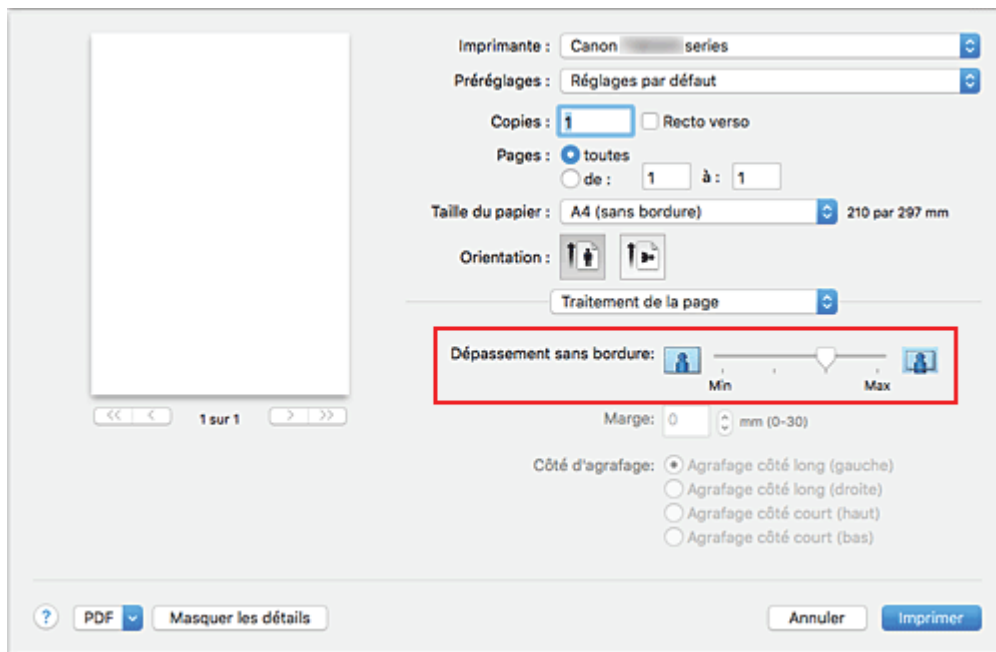 Imprimante : Canon series
Préréglages : Réglages par défaut
Copies : 1 Recto verso
Pages : toutes
de : 1 à : 1
Taille du papier : A4 (sans bordure) 210 par 297 mm
Orientation :
Traitement de la page
Dépassement sans bordure:
Min Max
<< < 1 sur 1 > >>
Marge: 0 mm (0-30)
Côté d'agrafage: Agrafage côté long (gauche)
Agrafage côté long (droite)
Agrafage côté court (haut)
Agrafage côté court (bas)
? PDF Masquer les détails Annuler Imprimer